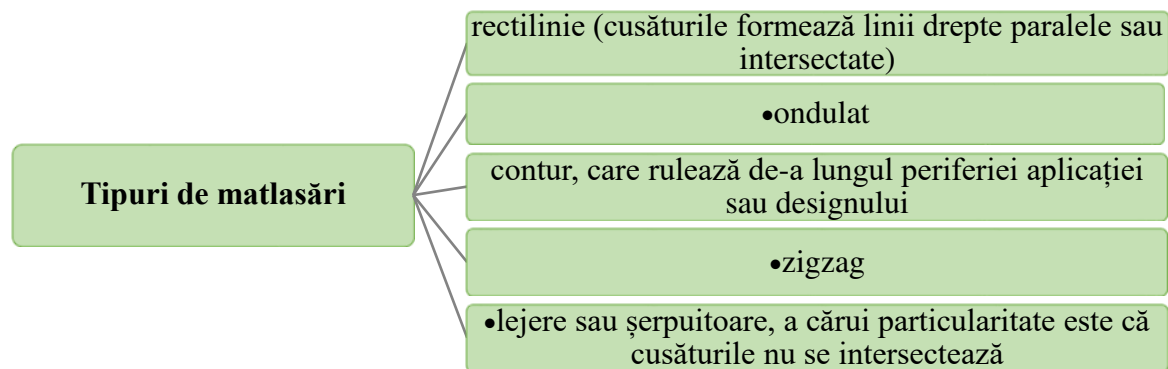 Tipuri de matlasări
rectilinie (cusăturile formează linii drepte paralele sau
intersectate)
•ondulat
contur, care rulează de-a lungul periferiei aplicației
sau designului
•zigzag
•lejere sau șerpuitoare, a cărui particularitate este că
cusăturile nu se intersectează